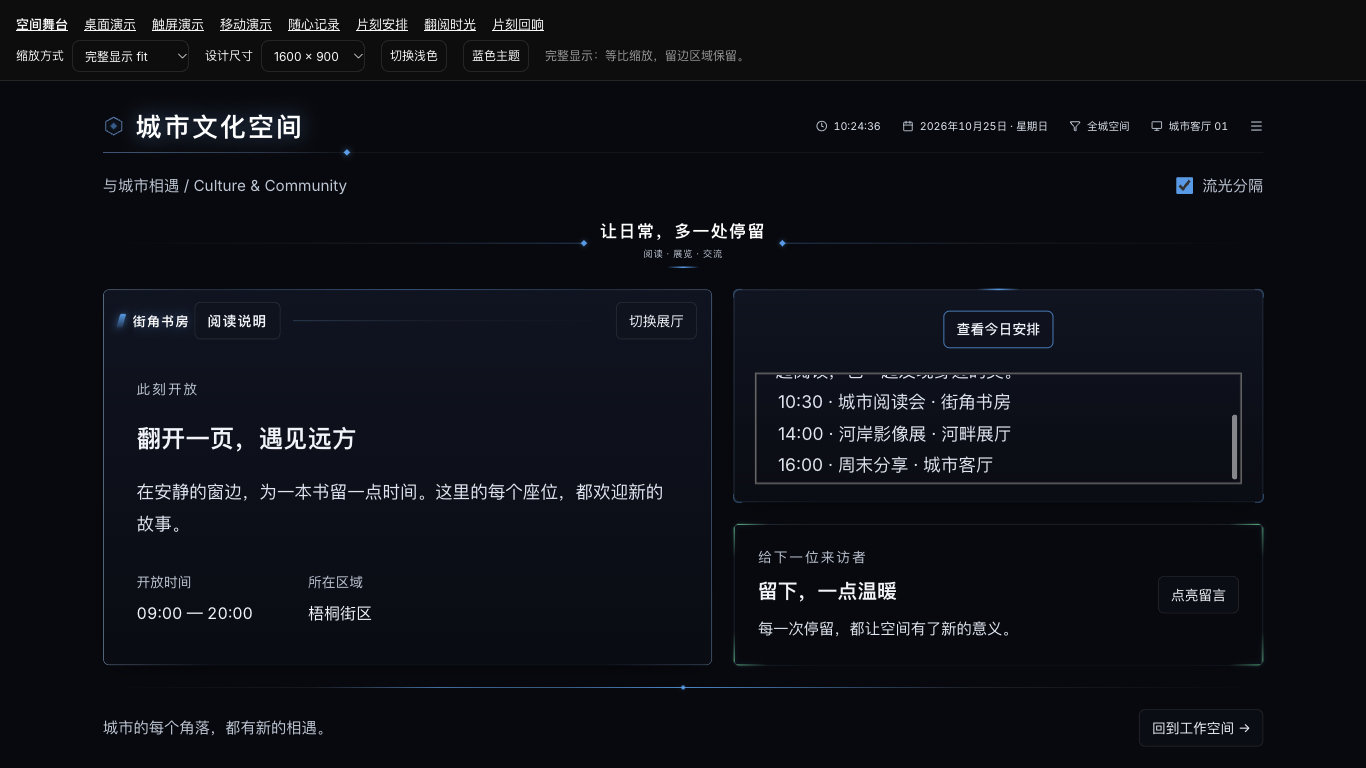 空间舞台 桌面演示 触屏演示 移动演示 随心记录 片刻安排 翻阅时光 片刻回响
缩放方式 完整显示 fit 设计尺寸 1600 × 900 切换浅色 蓝色主题 完整显示：等比缩放，留边区域保留。
城市文化空间
10:24:36 2026年10月25日 · 星期日 全城空间 城市客厅 01
与城市相遇 / Culture & Community
流光分隔
让日常，多一处停留
阅读 · 展览 · 交流
街角书房 阅读说明 切换展厅
此刻开放
翻开一页，遇见远方
在安静的窗边，为一本书留一点时间。这里的每个座位，都欢迎新的
故事。
开放时间 所在区域
09:00 — 20:00 梧桐街区
查看今日安排
10:30 · 城市阅读会 · 街角书房
14:00 · 河岸影像展 · 河畔展厅
16:00 · 周末分享 · 城市客厅
给下一位来访者
留下，一点温暖
每一次停留，都让空间有了新的意义。
点亮留言
城市的每个角落，都有新的相遇。
回到工作空间 →